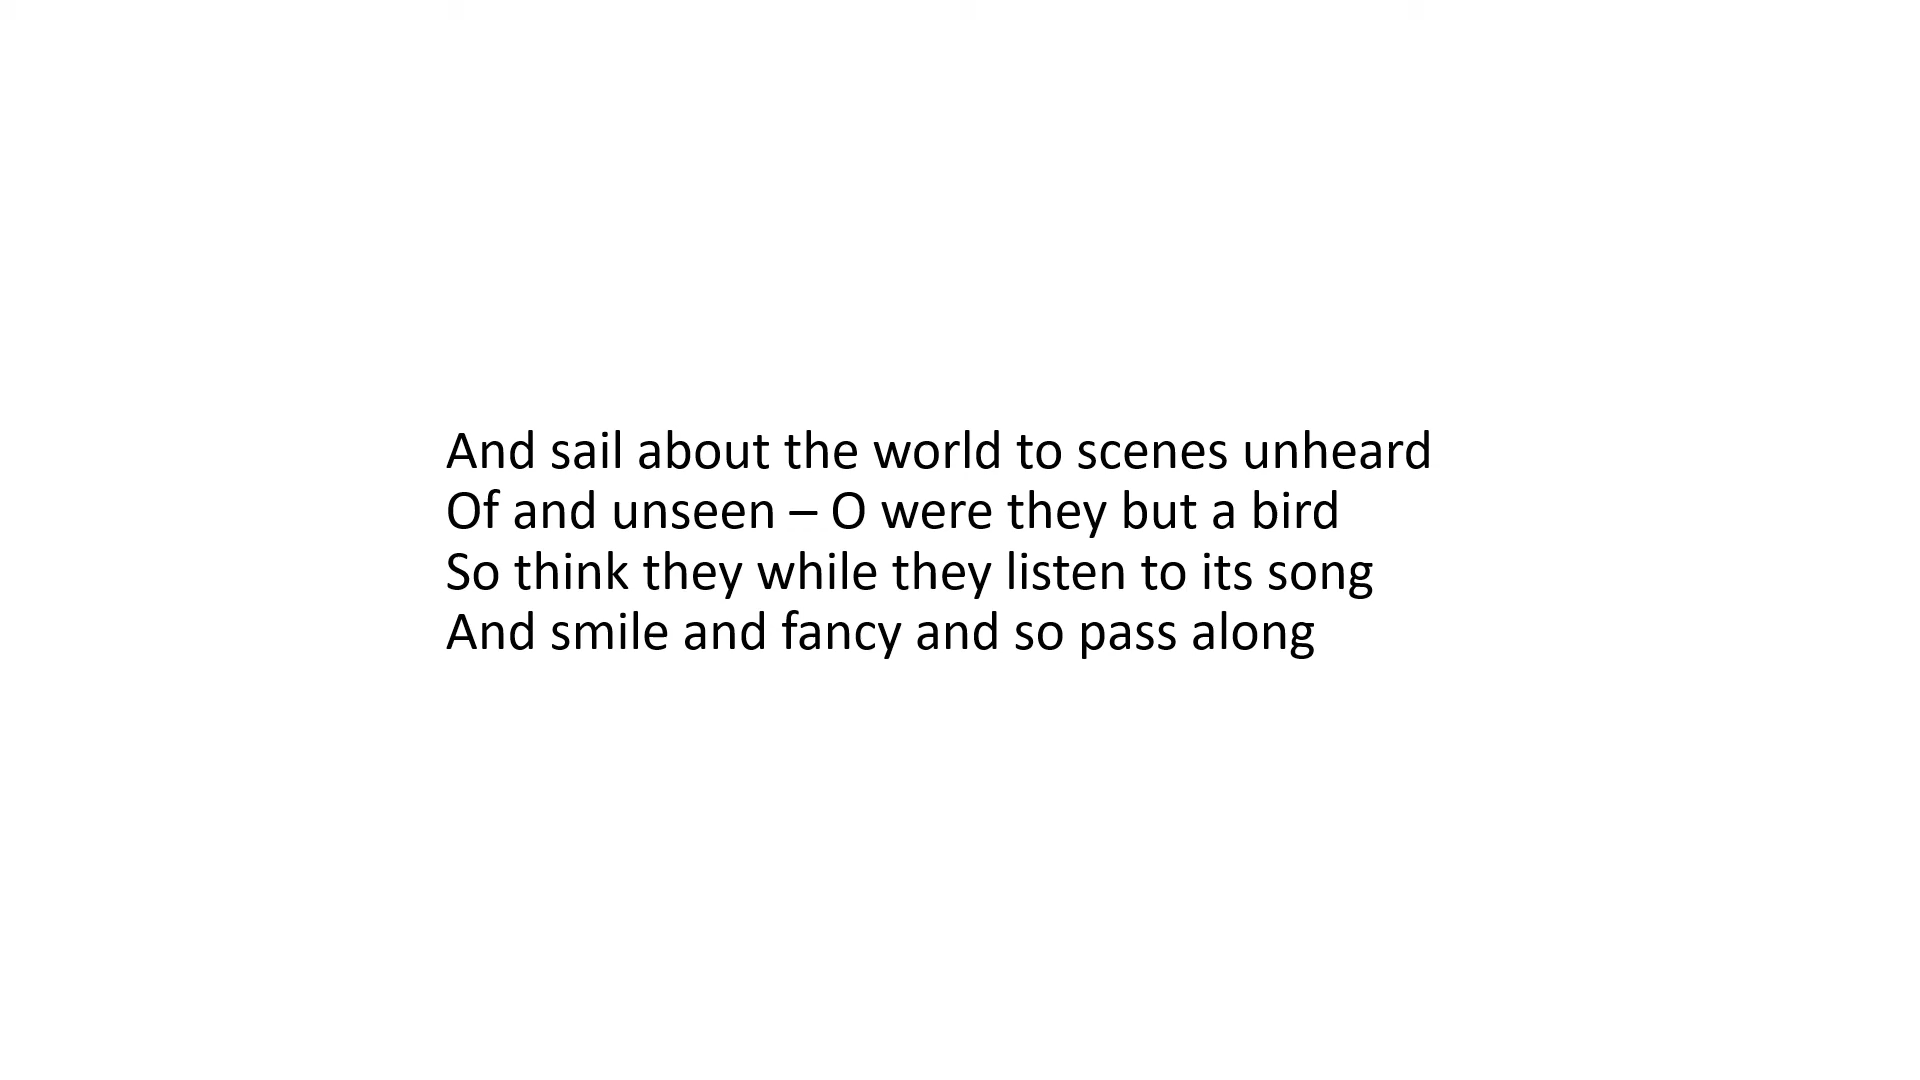 And sail about the world to scenes unheard
Of and unseen – O were they but a bird
So think they while they listen to its song
And smile and fancy and so pass along